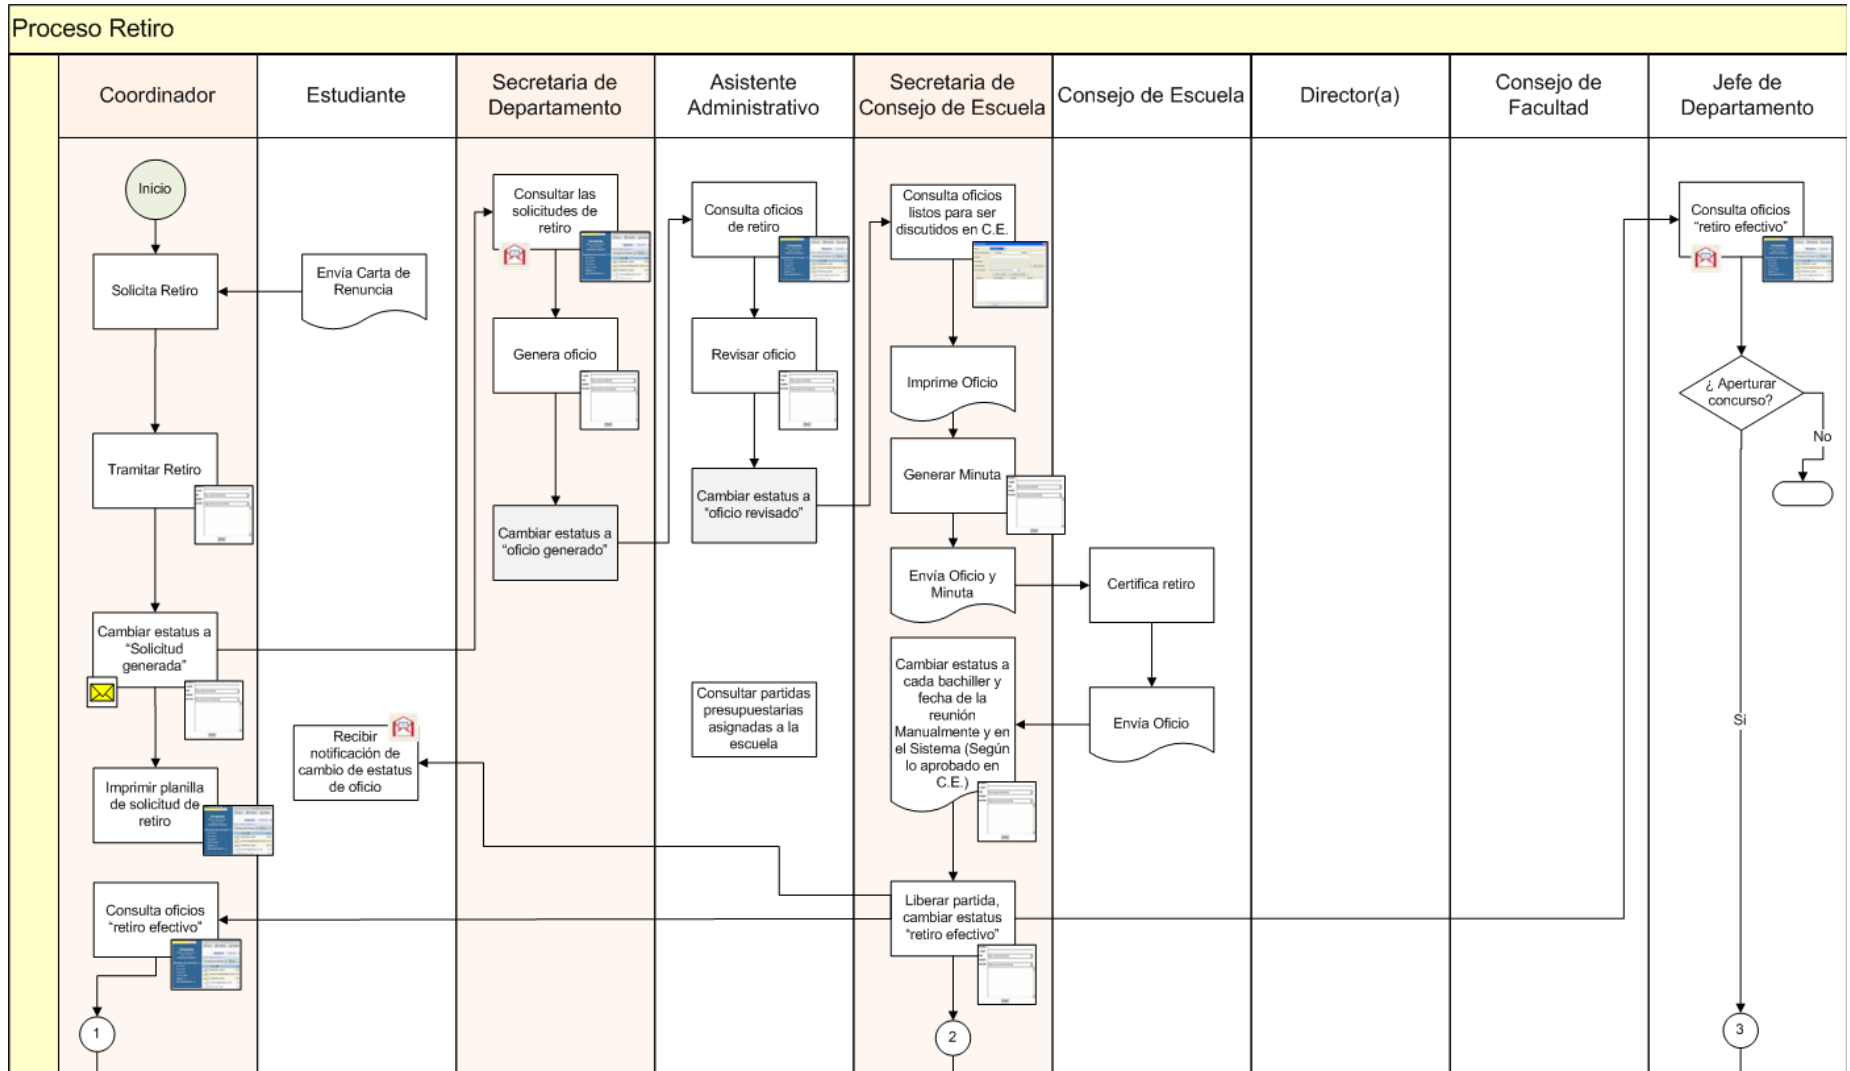 Proceso Retiro
Coordinador
Estudiante
Secretaria de
Departamento
Asistente
Administrativo
Secretaria de
Consejo de Escuela
Consejo de Escuela
Director(a)
Consejo de
Facultad
Jefe de
Departamento
Inicio
Solicita Retiro
Tramitar Retiro
Cambiar estatus a
“Solicitud
generada”
Imprimir planilla
de solicitud de
retiro
Consulta oficios
“retiro efectivo”
1
Envía Carta de
Renuncia
Recibir
notificación de
cambio de estatus
de oficio
Consultar las
solicitudes de
retiro
Genera oficio
Cambiar estatus a
“oficio generado”
Consulta oficios
de retiro
Revisar oficio
Cambiar estatus a
“oficio revisado”
Consultar partidas
presupuestarias
asignadas a la
escuela
Consulta oficios
listos para ser
discutidos en C.E.
Imprime Oficio
Generar Minuta
Envía Oficio y
Minuta
Cambiar estatus a
cada bachiller y
fecha de la
reunión
Manualmente y en
el Sistema (Según
lo aprobado en
C.E.)
Liberar partida,
cambiar estatus
“retiro efectivo”
2
Certifica retiro
Envía Oficio
Consulta oficios
“retiro efectivo”
¿ Aperturar
concurso?
No
Si
3